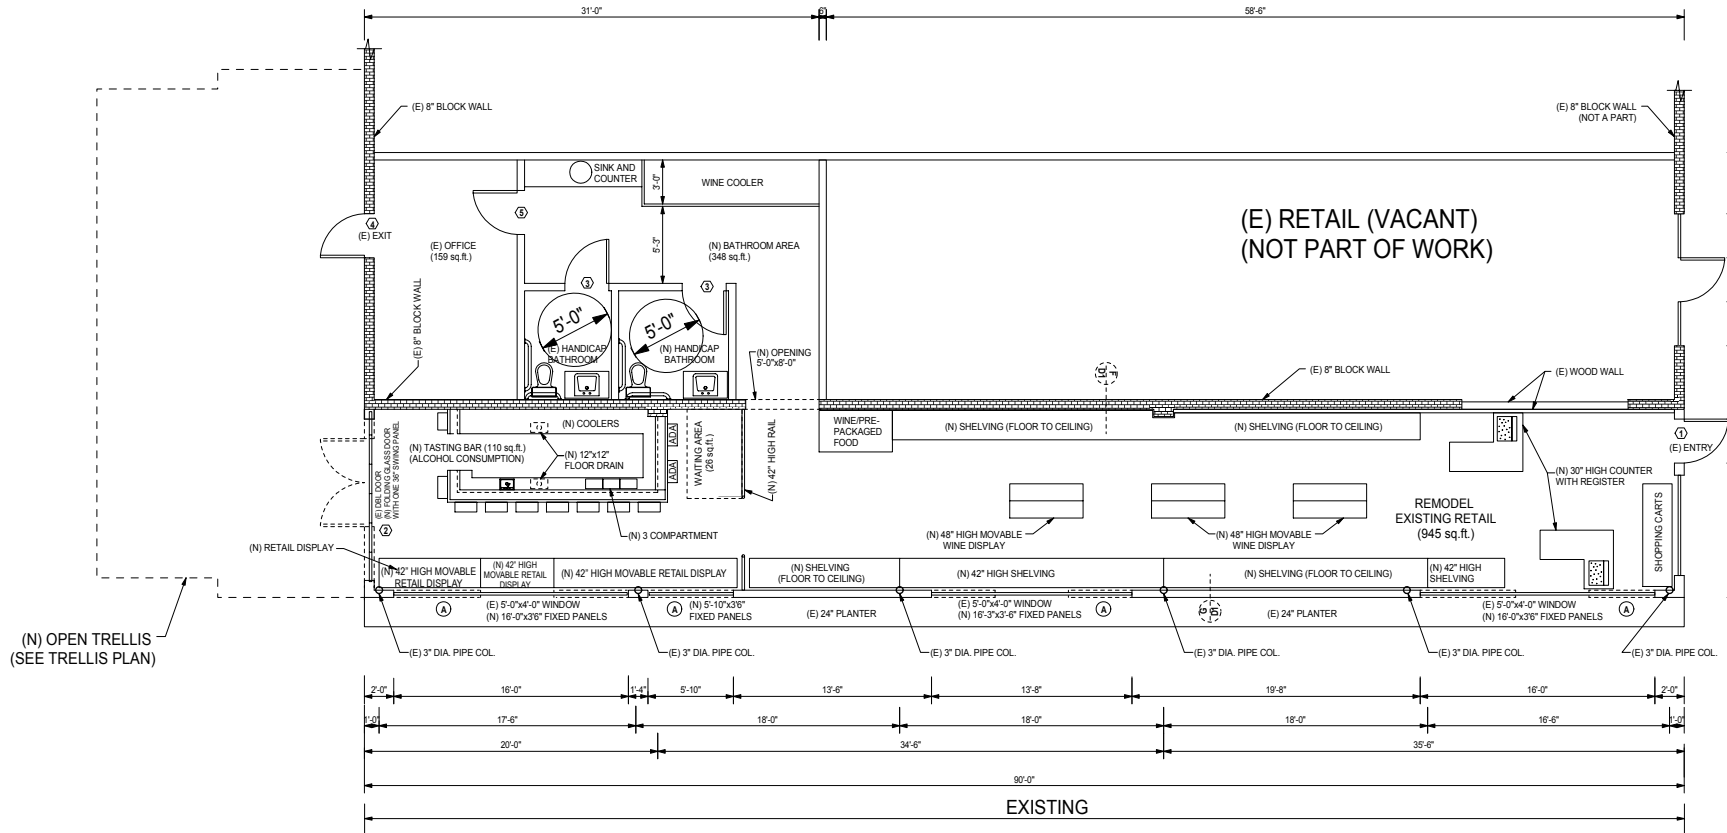 31'-0"
6"
58'-6"
(E) 8" BLOCK WALL
(E) 8" BLOCK WALL
(NOT A PART)
SINK AND
COUNTER
3'-0"
WINE COOLER
5
4
(E) EXIT
(E) RETAIL (VACANT)
(NOT PART OF WORK)
(E) OFFICE
(159 sq.ft.)
5'-3"
(N) BATHROOM AREA
(348 sq.ft.)
3
3
(E) 8" BLOCK WALL
5'-0"
5'-0"
(E) HANDICAP
BATHROOM
(N) HANDICAP
BATHROOM
(N) OPENING
5'-0"x8'-0"
F
D1
(E) 8" BLOCK WALL
(E) WOOD WALL
(N) COOLERS
WINE/PRE-
PACKAGED
FOOD
(N) SHELVING (FLOOR TO CEILING)
(N) SHELVING (FLOOR TO CEILING)
1
(E) ENTRY
(N) TASTING BAR (110 sq.ft.)
(ALCOHOL CONSUMPTION)
(N) 12"x12"
FLOOR DRAIN
ADA
ADA
WAITING AREA
(26 sq.ft.)
(N) 42" HIGH RAIL
(N) 30" HIGH COUNTER
WITH REGISTER
(E) DBL DOOR
(N) FOLDING GLASS DOOR
WITH ONE 36" SWING PANEL
2
(N) 3 COMPARTMENT
(N) 48" HIGH MOVABLE
WINE DISPLAY
(N) 48" HIGH MOVABLE
WINE DISPLAY
REMODEL
EXISTING RETAIL
(945 sq.ft.)
SHOPPING CARTS
(N) RETAIL DISPLAY
(N) 42" HIGH MOVABLE
RETAIL DISPLAY
(N) 42" HIGH
MOVABLE RETAIL
DISPLAY
(N) 42" HIGH MOVABLE RETAIL DISPLAY
(N) SHELVING
(FLOOR TO CEILING)
(N) 42" HIGH SHELVING
(N) SHELVING (FLOOR TO CEILING)
(N) 42" HIGH
SHELVING
A
(E) 5'-0"x4'-0" WINDOW
(N) 16'-0"x3'6" FIXED PANELS
A
(N) 5'-10"x3'6"
FIXED PANELS
(E) 24" PLANTER
(E) 5'-0"x4'-0" WINDOW
(N) 16'-3"x3'-6" FIXED PANELS
A
G
D1
(E) 24" PLANTER
(E) 5'-0"x4'-0" WINDOW
(N) 16'-0"x3'6" FIXED PANELS
A
(N) OPEN TRELLIS
(SEE TRELLIS PLAN)
(E) 3" DIA. PIPE COL.
(E) 3" DIA. PIPE COL.
(E) 3" DIA. PIPE COL.
(E) 3" DIA. PIPE COL.
(E) 3" DIA. PIPE COL.
(E) 3" DIA. PIPE COL.
2'-0"
16'-0"
1'-4"
5'-10"
13'-6"
13'-8"
19'-8"
16'-0"
2'-0"
1'-0"
17'-6"
18'-0"
18'-0"
18'-0"
16'-6"
1'-0"
20'-0"
34'-6"
35'-6"
90'-0"
EXISTING